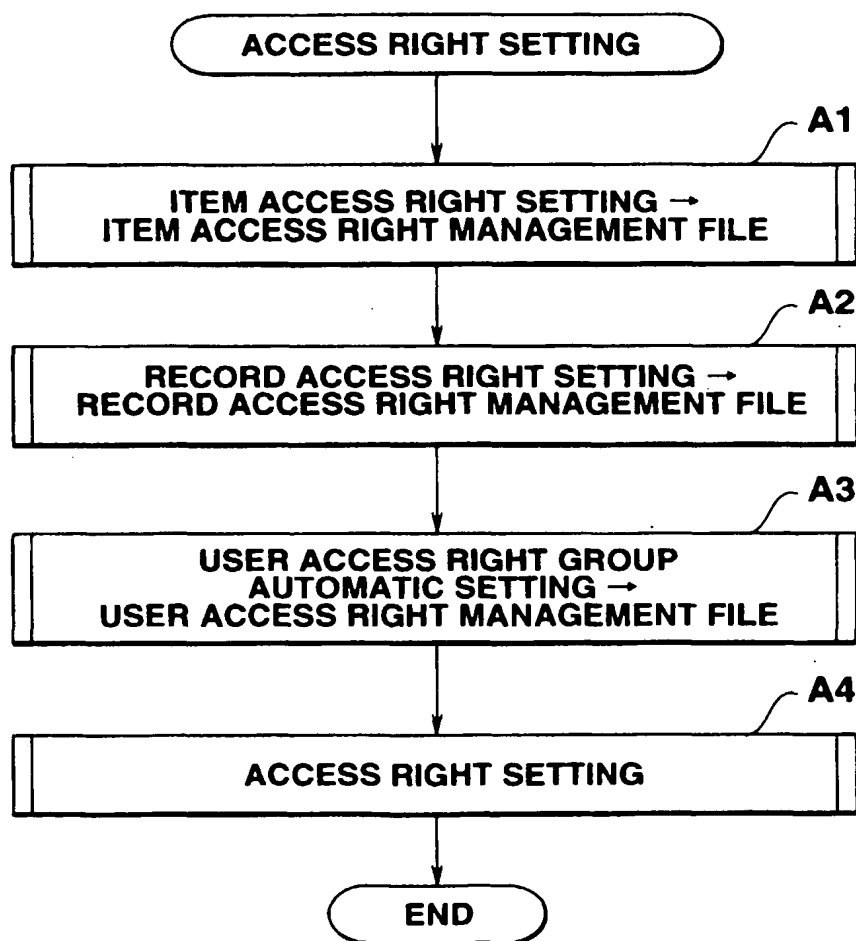 ACCESS RIGHT SETTING
A1
ITEM ACCESS RIGHT SETTING →
ITEM ACCESS RIGHT MANAGEMENT FILE
A2
RECORD ACCESS RIGHT SETTING →
RECORD ACCESS RIGHT MANAGEMENT FILE
A3
USER ACCESS RIGHT GROUP
AUTOMATIC SETTING →
USER ACCESS RIGHT MANAGEMENT FILE
A4
ACCESS RIGHT SETTING
END